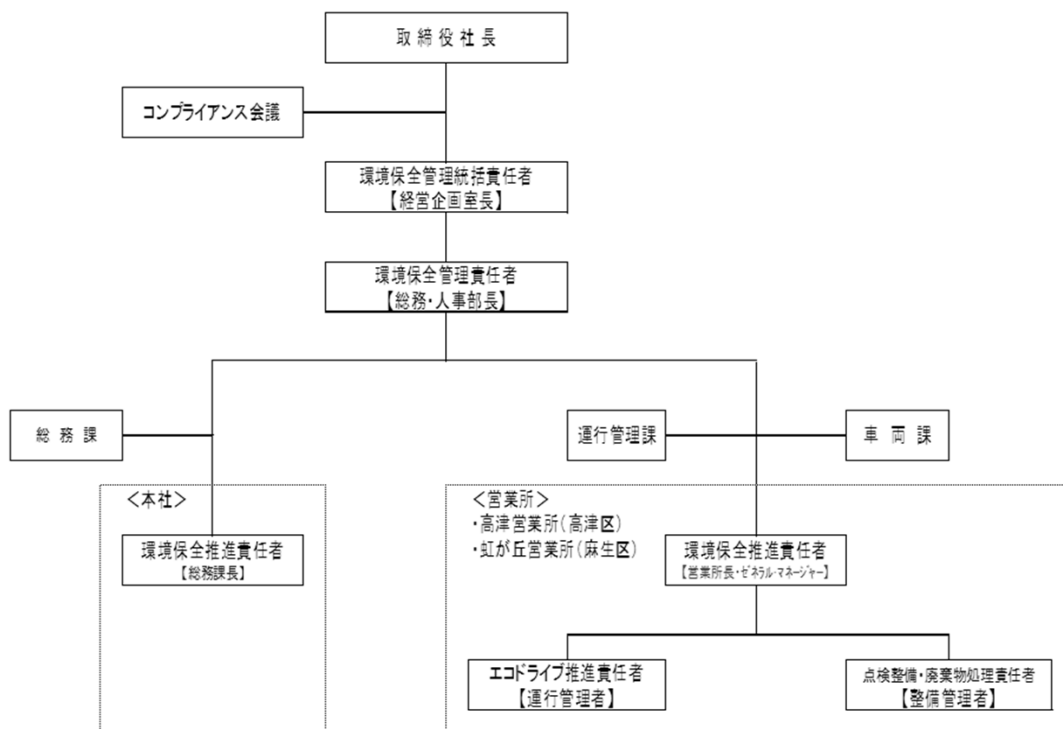 取締役社長
コンプライアンス会議
環境保全管理統括責任者
【経営企画室長】
環境保全管理責任者
【総務・人事部長】
総務課
運行管理課
車両課
＜本社＞
環境保全推進責任者
【総務課長】
＜営業所＞
・高津営業所（高津区）
・虹が丘営業所（麻生区）
環境保全推進責任者
【営業所長・ゼネラル・マネージャー】
エコドライブ推進責任者
【運行管理者】
点検整備・廃棄物処理責任者
【整備管理者】